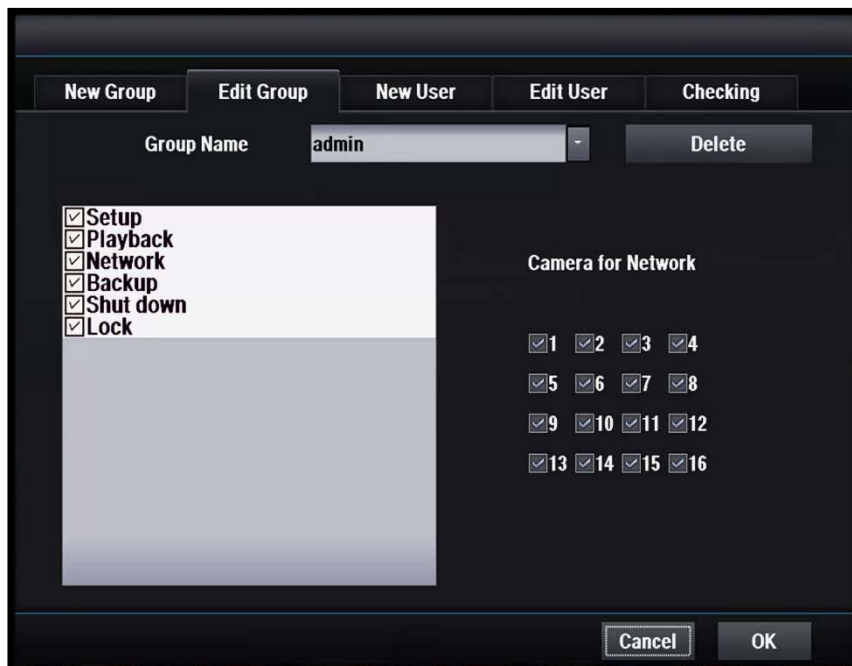 New Group Edit Group New User Edit User Checking
Group Name admin Delete
Setup
Playback
Network
Backup
Shut down
Lock
Camera for Network
1 2 3 4
5 6 7 8
9 10 11 12
13 14 15 16
Cancel OK